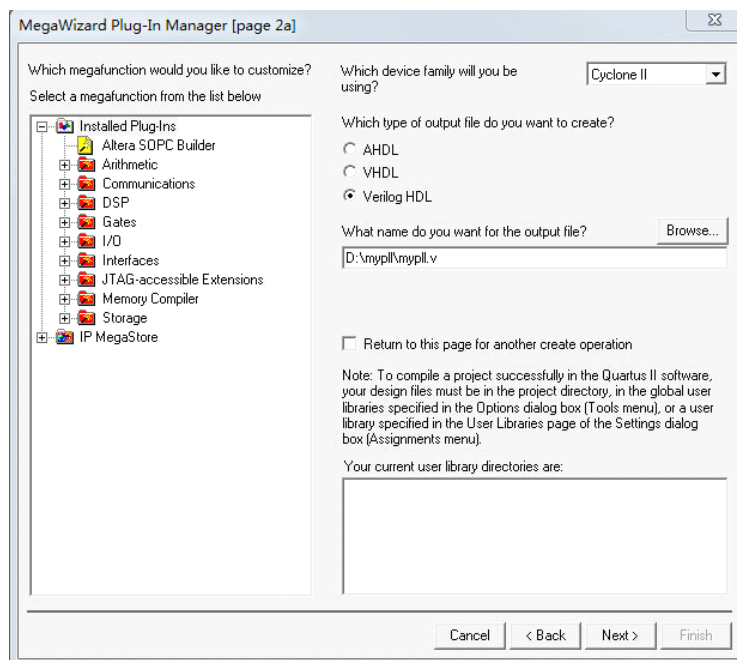 MegaWizard Plug-In Manager [page 2a]
Which megafunction would you like to customize?
Select a megafunction from the list below
Installed Plug-Ins
Altera SOPC Builder
Arithmetic
Communications
DSP
Gates
I/O
Interfaces
JTAG-accessible Extensions
Memory Compiler
Storage
IP MegaStore
Which device family will you be
using?
Cyclone II
Which type of output file do you want to create?
AHDL
VHDL
Verilog HDL
What name do you want for the output file?
Browse...
D:\mypll\mypll.v
Return to this page for another create operation
Note: To compile a project successfully in the Quartus II software,
your design files must be in the project directory, in the global user
libraries specified in the Options dialog box (Tools menu), or a user
library specified in the User Libraries page of the Settings dialog
box (Assignments menu).
Your current user library directories are:
Cancel
< Back
Next >
Finish